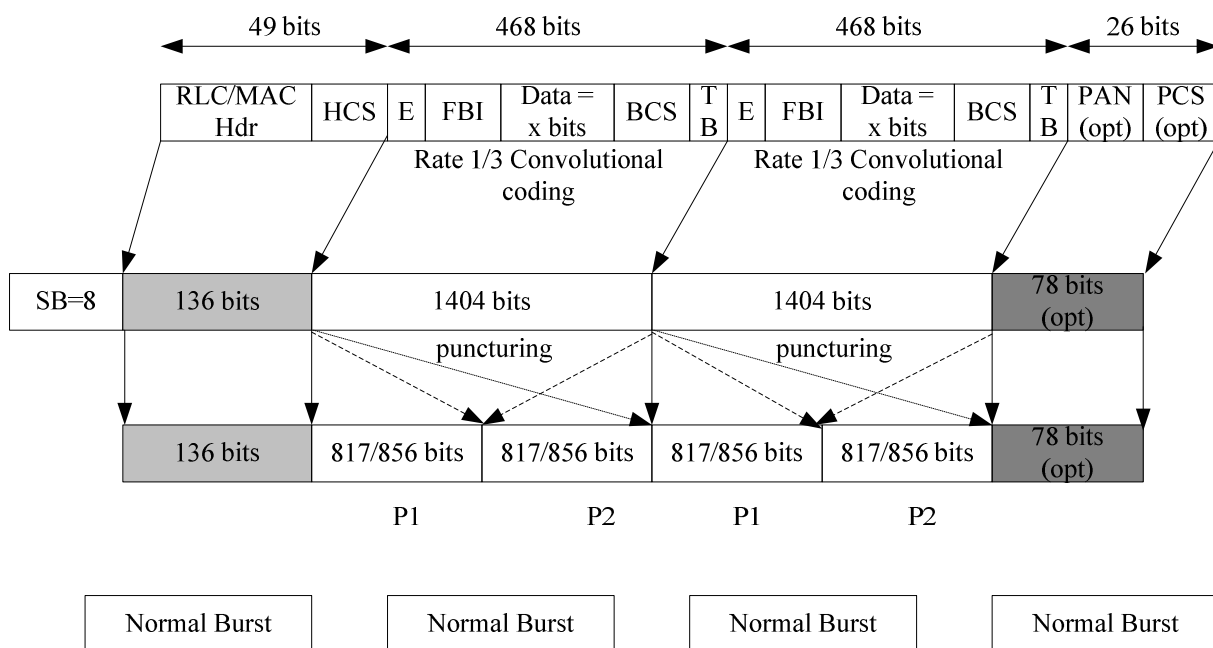 49 bits
468 bits
468 bits
26 bits
RLC/MAC
Hdr
HCS
E
FBI
Data =
x bits
BCS
T
B
E
FBI
Data =
x bits
BCS
T
B
PAN
(opt)
PCS
(opt)
Rate 1/3 Convolutional
coding
Rate 1/3 Convolutional
coding
SB=8
136 bits
1404 bits
1404 bits
78 bits
(opt)
puncturing
puncturing
136 bits
817/856 bits
817/856 bits
817/856 bits
817/856 bits
78 bits
(opt)
P1
P2
P1
P2
Normal Burst
Normal Burst
Normal Burst
Normal Burst